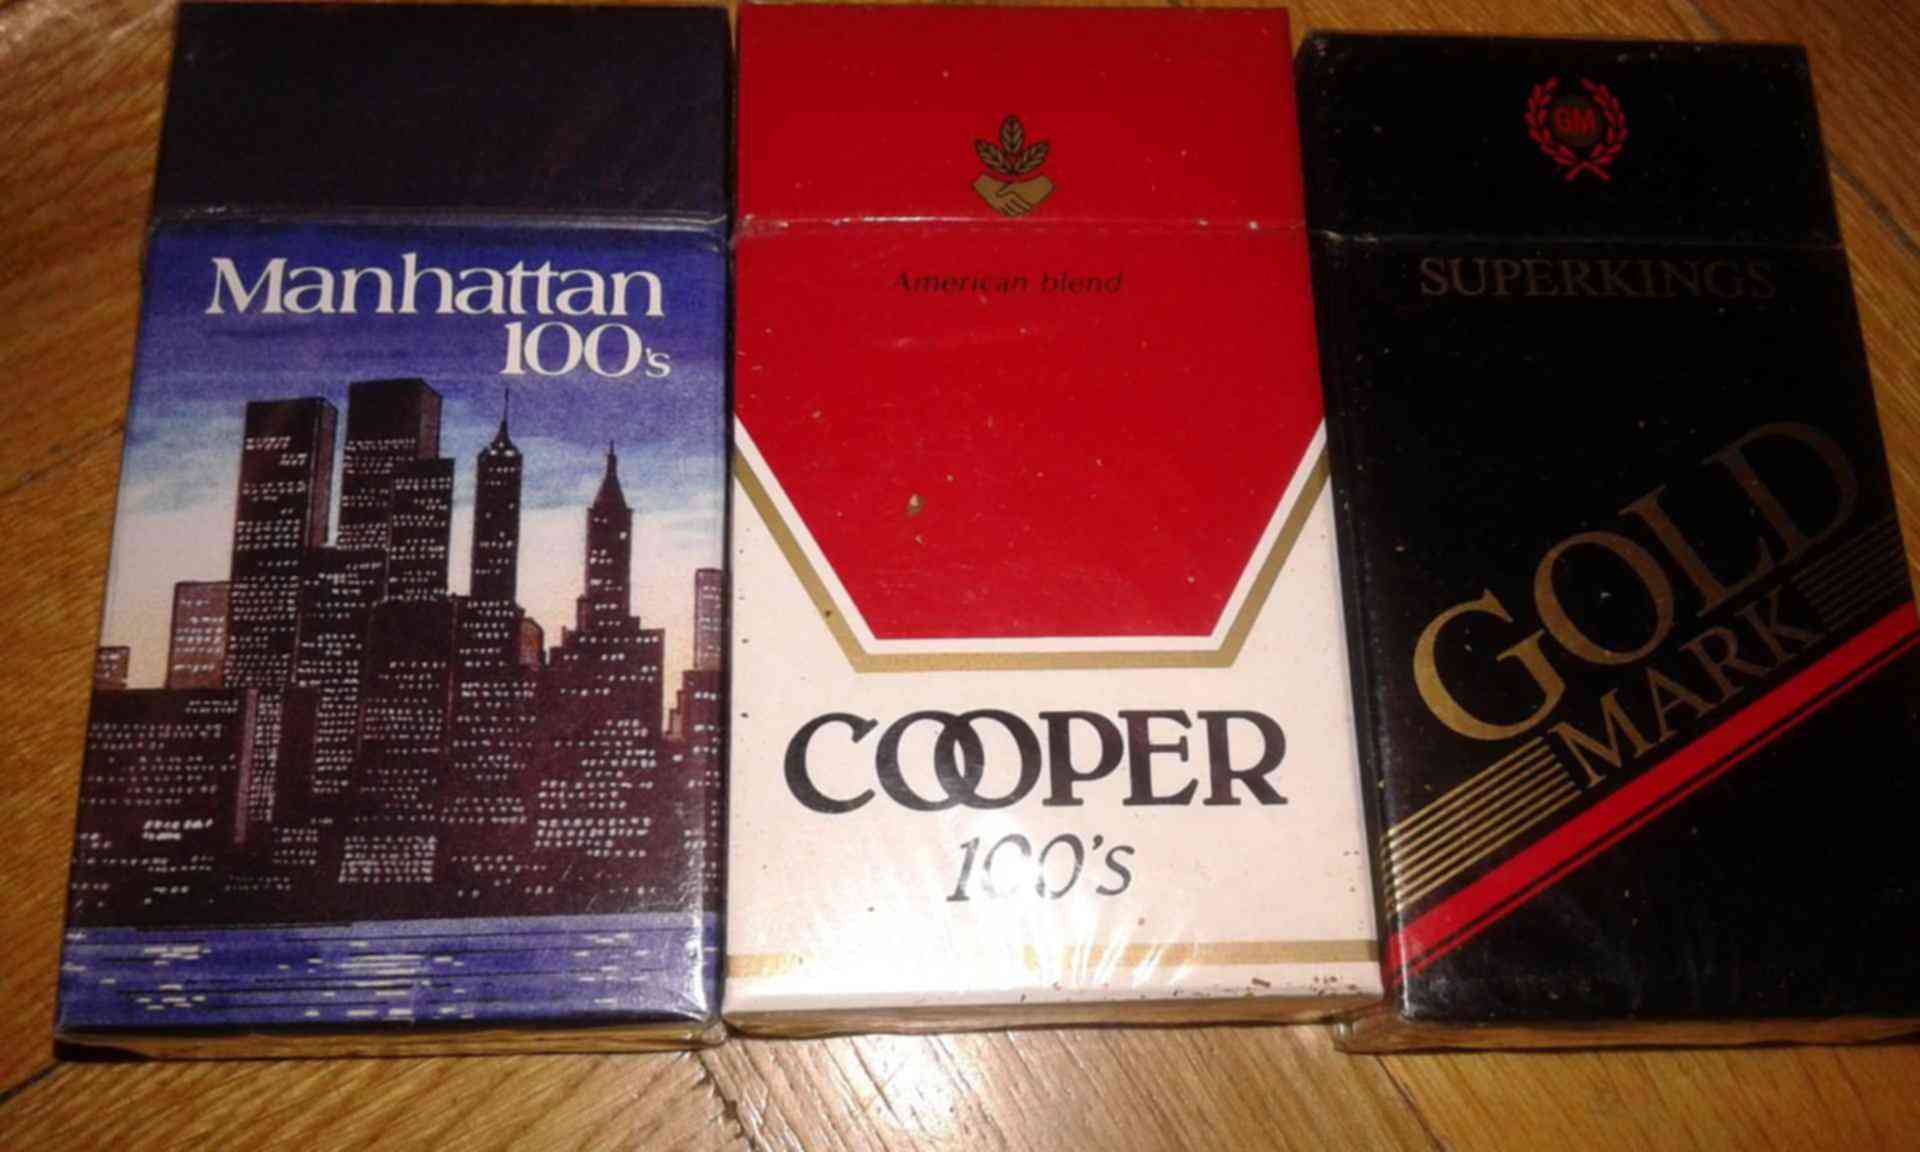 Manhattan
100's
American blend
COOPER
100's
GM
SUPERKINGS
GOLD
MARK